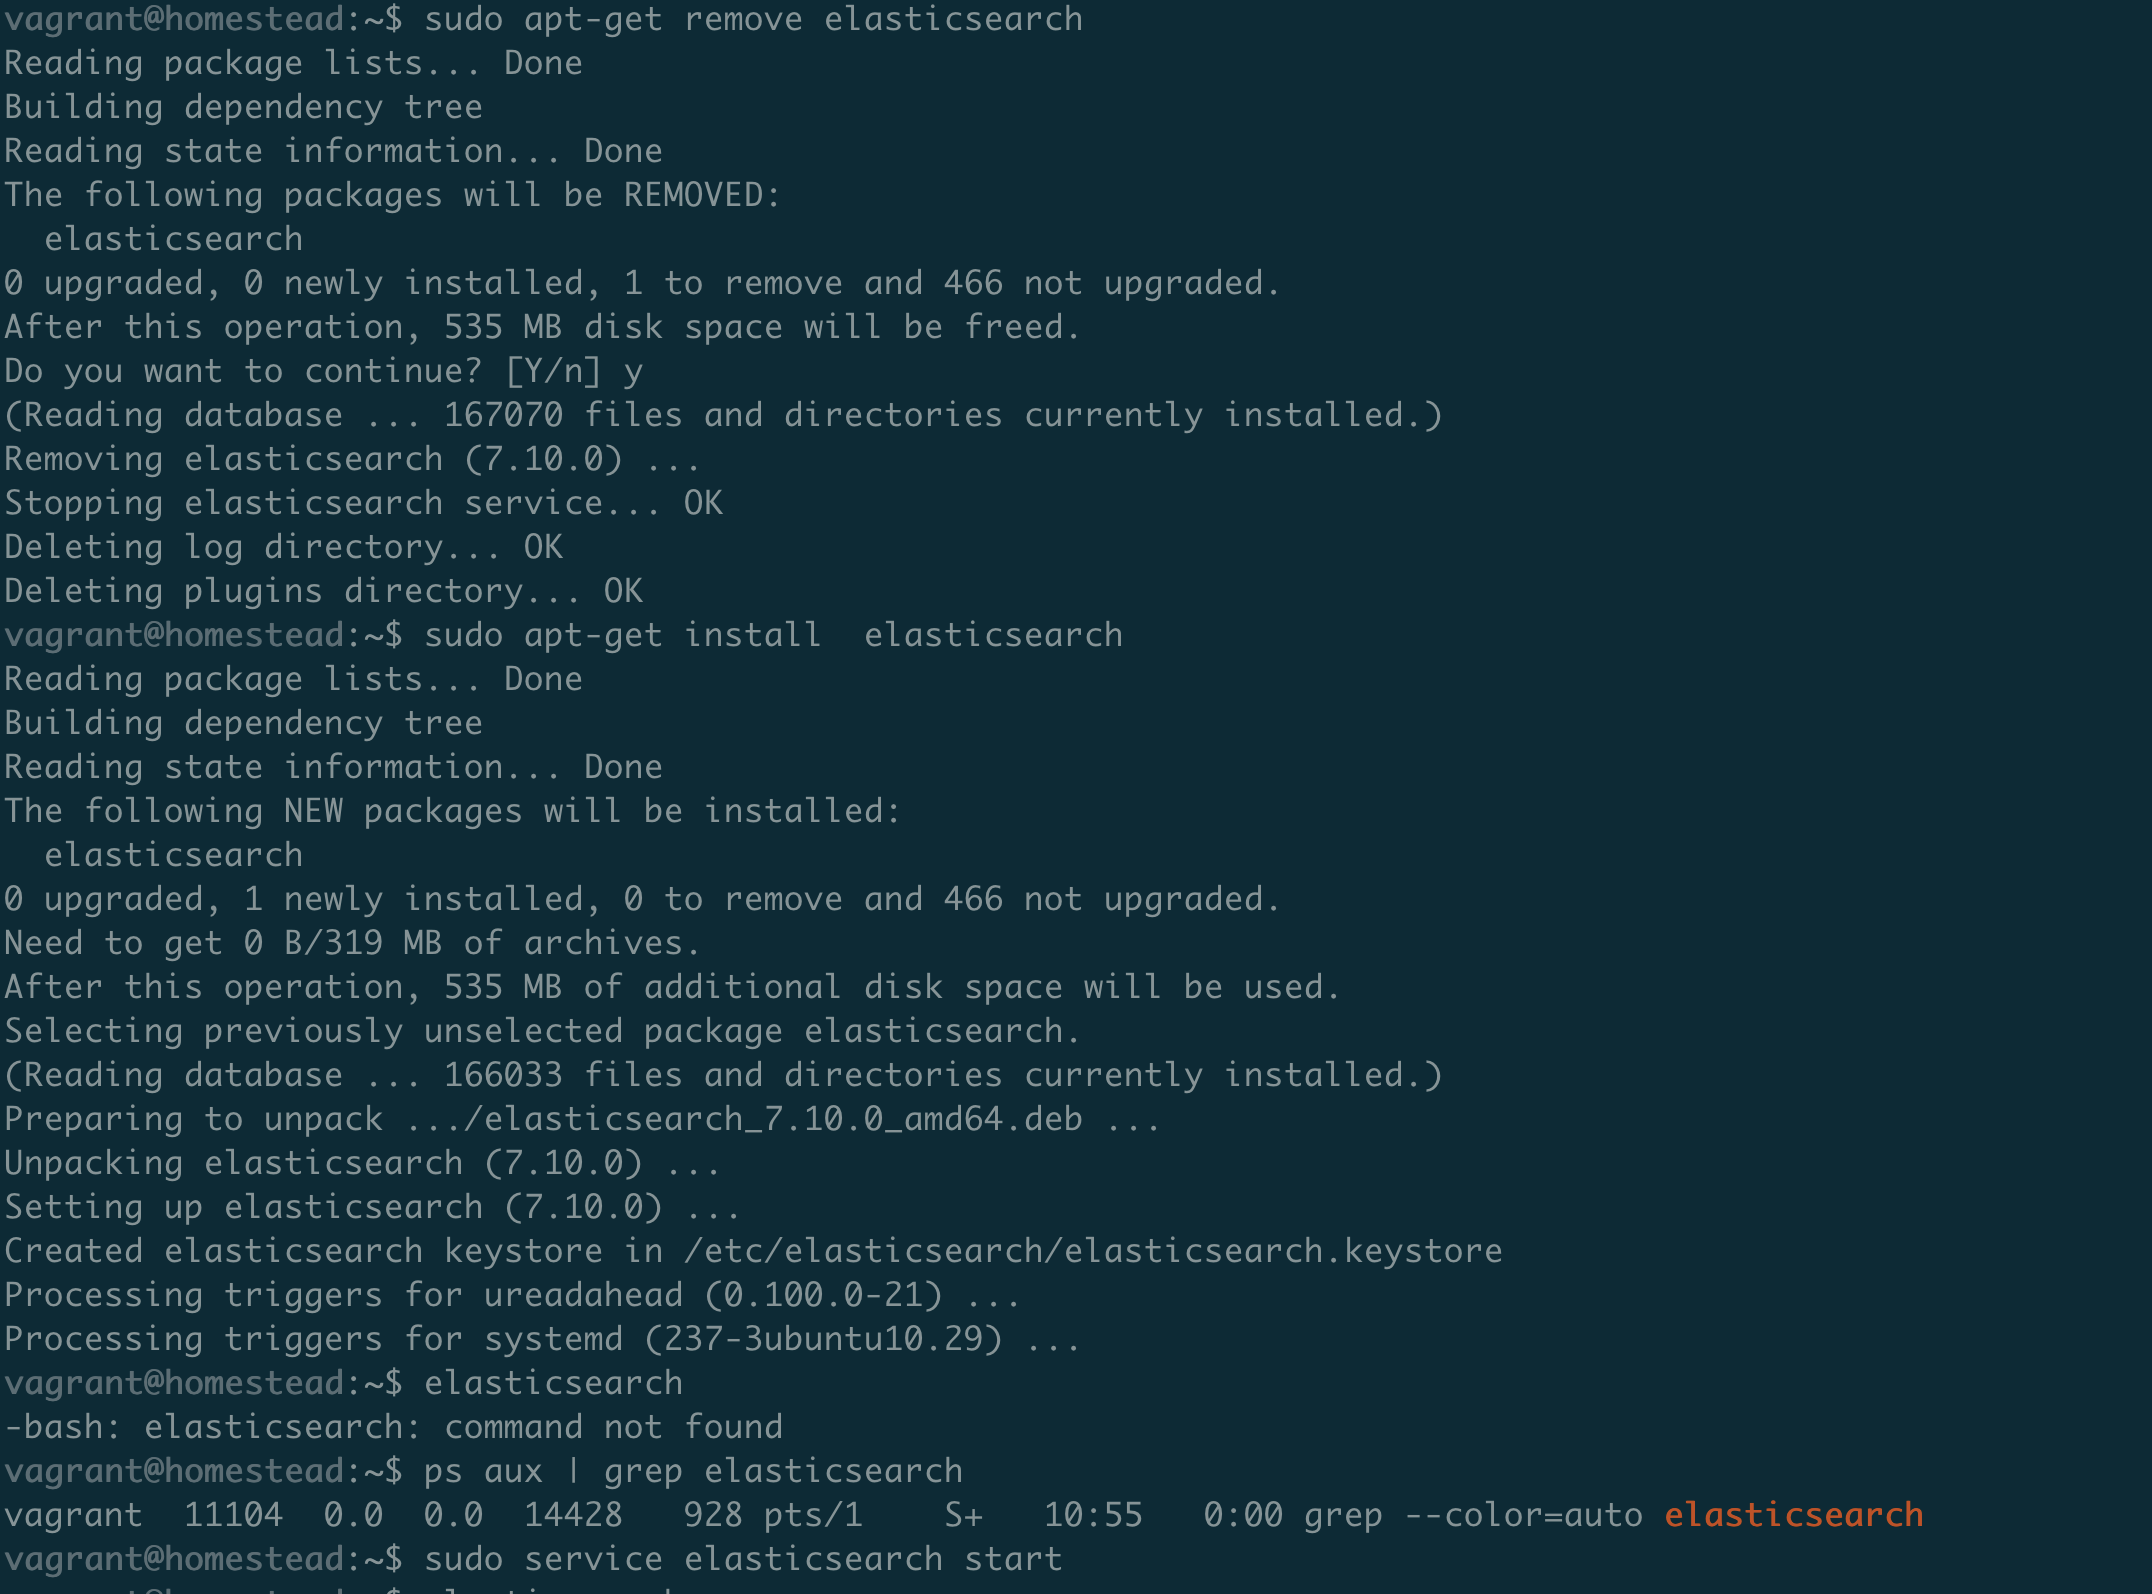 vagrant@homestead:~$ sudo apt-get remove elasticsearch
Reading package lists... Done
Building dependency tree
Reading state information... Done
The following packages will be REMOVED:
  elasticsearch
0 upgraded, 0 newly installed, 1 to remove and 466 not upgraded.
After this operation, 535 MB disk space will be freed.
Do you want to continue? [Y/n] y
(Reading database ... 167070 files and directories currently installed.)
Removing elasticsearch (7.10.0) ...
Stopping elasticsearch service... OK
Deleting log directory... OK
Deleting plugins directory... OK
vagrant@homestead:~$ sudo apt-get install  elasticsearch
Reading package lists... Done
Building dependency tree
Reading state information... Done
The following NEW packages will be installed:
  elasticsearch
0 upgraded, 1 newly installed, 0 to remove and 466 not upgraded.
Need to get 0 B/319 MB of archives.
After this operation, 535 MB of additional disk space will be used.
Selecting previously unselected package elasticsearch.
(Reading database ... 166033 files and directories currently installed.)
Preparing to unpack .../elasticsearch_7.10.0_amd64.deb ...
Unpacking elasticsearch (7.10.0) ...
Setting up elasticsearch (7.10.0) ...
Created elasticsearch keystore in /etc/elasticsearch/elasticsearch.keystore
Processing triggers for ureadahead (0.100.0-21) ...
Processing triggers for systemd (237-3ubuntu10.29) ...
vagrant@homestead:~$ elasticsearch
-bash: elasticsearch: command not found
vagrant@homestead:~$ ps aux | grep elasticsearch
vagrant  11104  0.0  0.0  14428   928 pts/1    S+   10:55   0:00 grep --color=auto elasticsearch
vagrant@homestead:~$ sudo service elasticsearch start